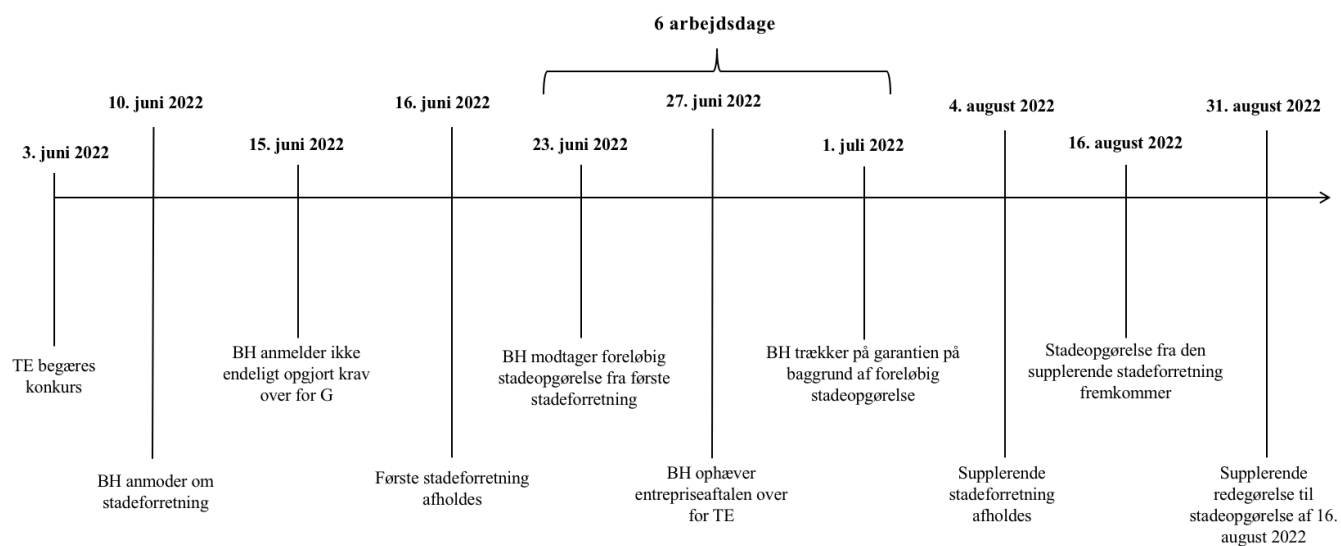 6 arbejdsdage
3. juni 2022
TE begæres
konkurs
10. juni 2022
BH anmoder om
stadeforretning
15. juni 2022
BH anmelder ikke
endeligt opgjort krav
over for G
16. juni 2022
Første stadeforretning
afholdes
23. juni 2022
BH modtager foreløbig
stadeopgørelse fra første
stadeforretning
27. juni 2022
BH ophæver
entrepriseaftalen over
for TE
1. juli 2022
BH trækker på garantien på
baggrund af foreløbig
stadeopgørelse
4. august 2022
Supplerende
stadeforretning
afholdes
16. august 2022
Stadeopgørelse fra den
supplerende stadeforretning
fremkommer
31. august 2022
Supplerende
redegørelse til
stadeopgørelse af 16.
august 2022